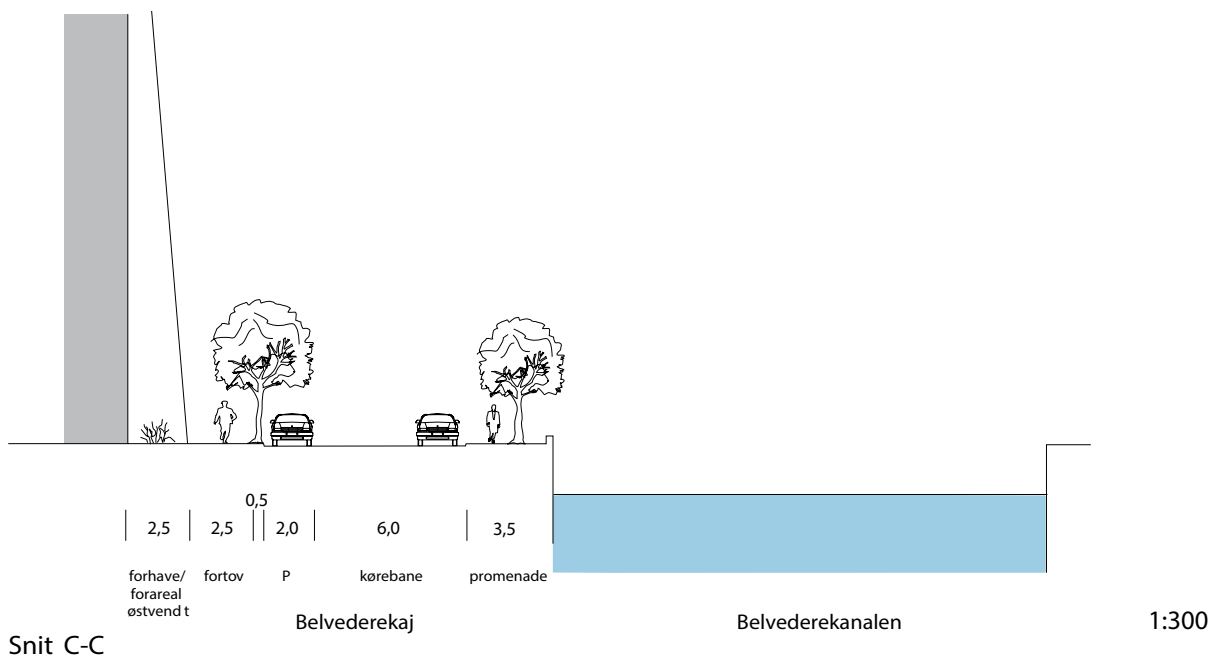 0,5
2,5 2,5 2,0 6,0 3,5
forhave/ fortov P kørebane promenade
forareal
østvend t
Belvederekaj Belvederekanalen 1:300
Snit C-C